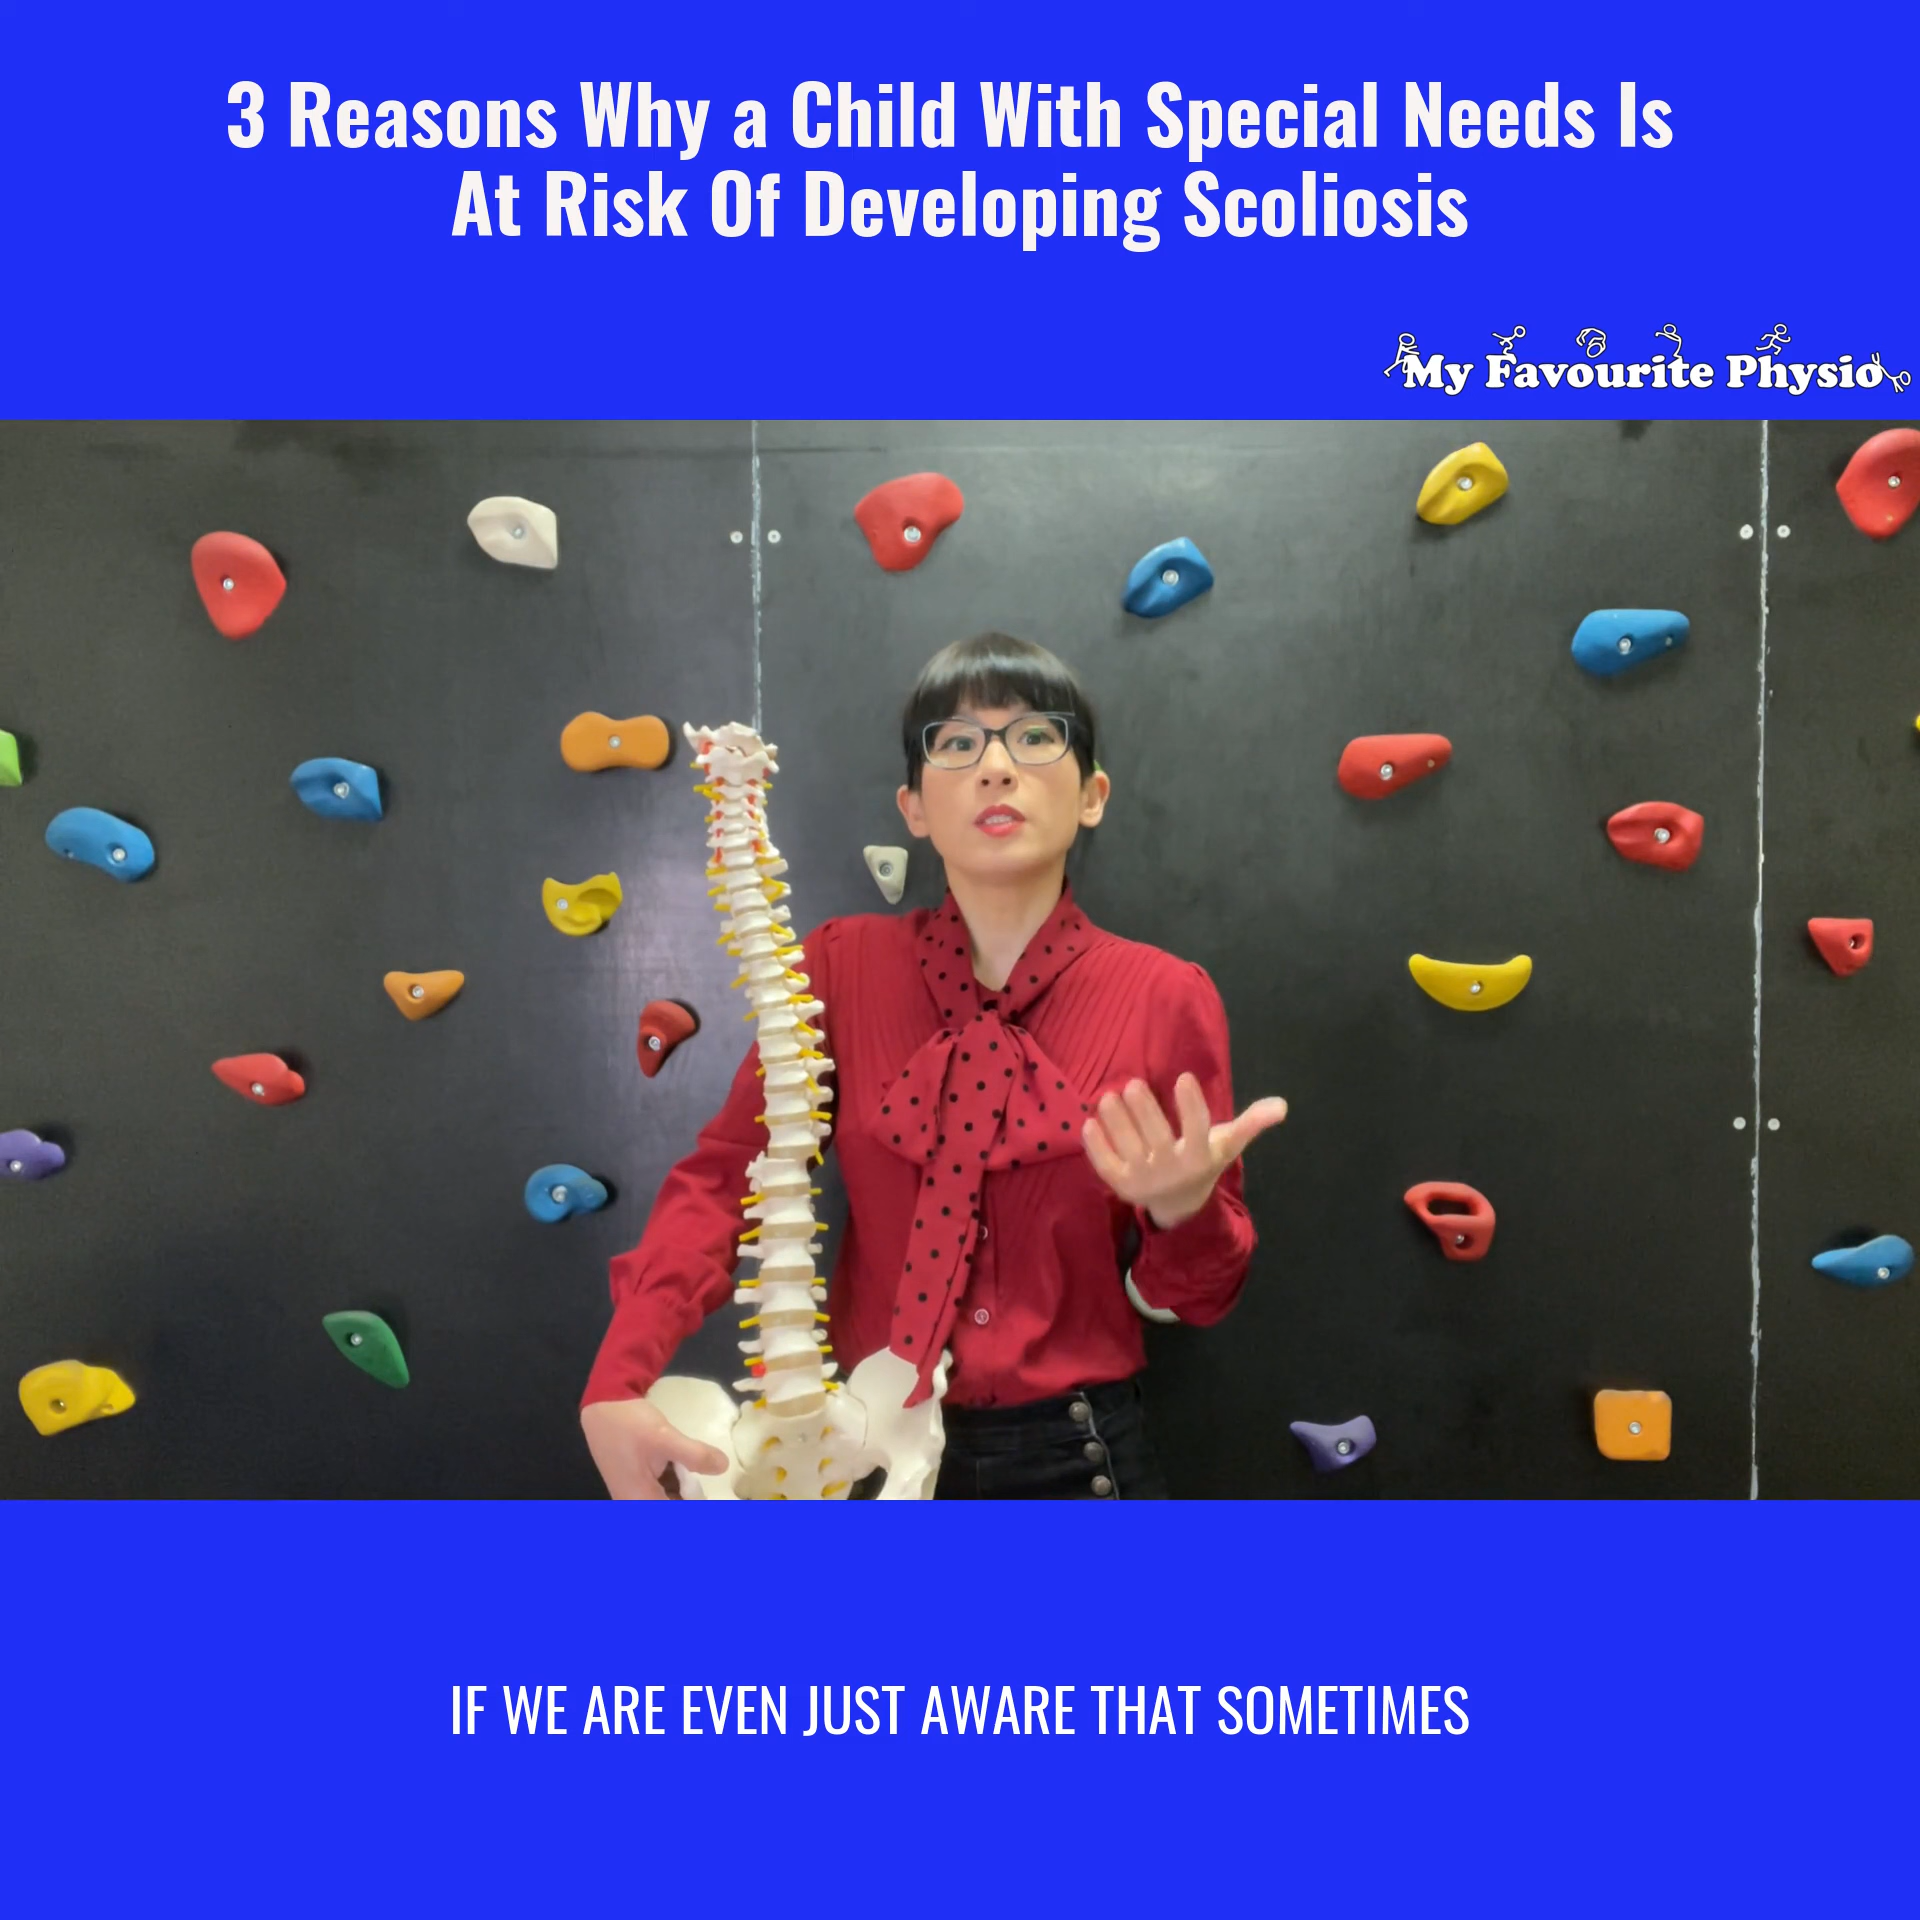 3 Reasons Why a Child With Special Needs Is
At Risk Of Developing Scoliosis
My Favourite Physio
IF WE ARE EVEN JUST AWARE THAT SOMETIMES